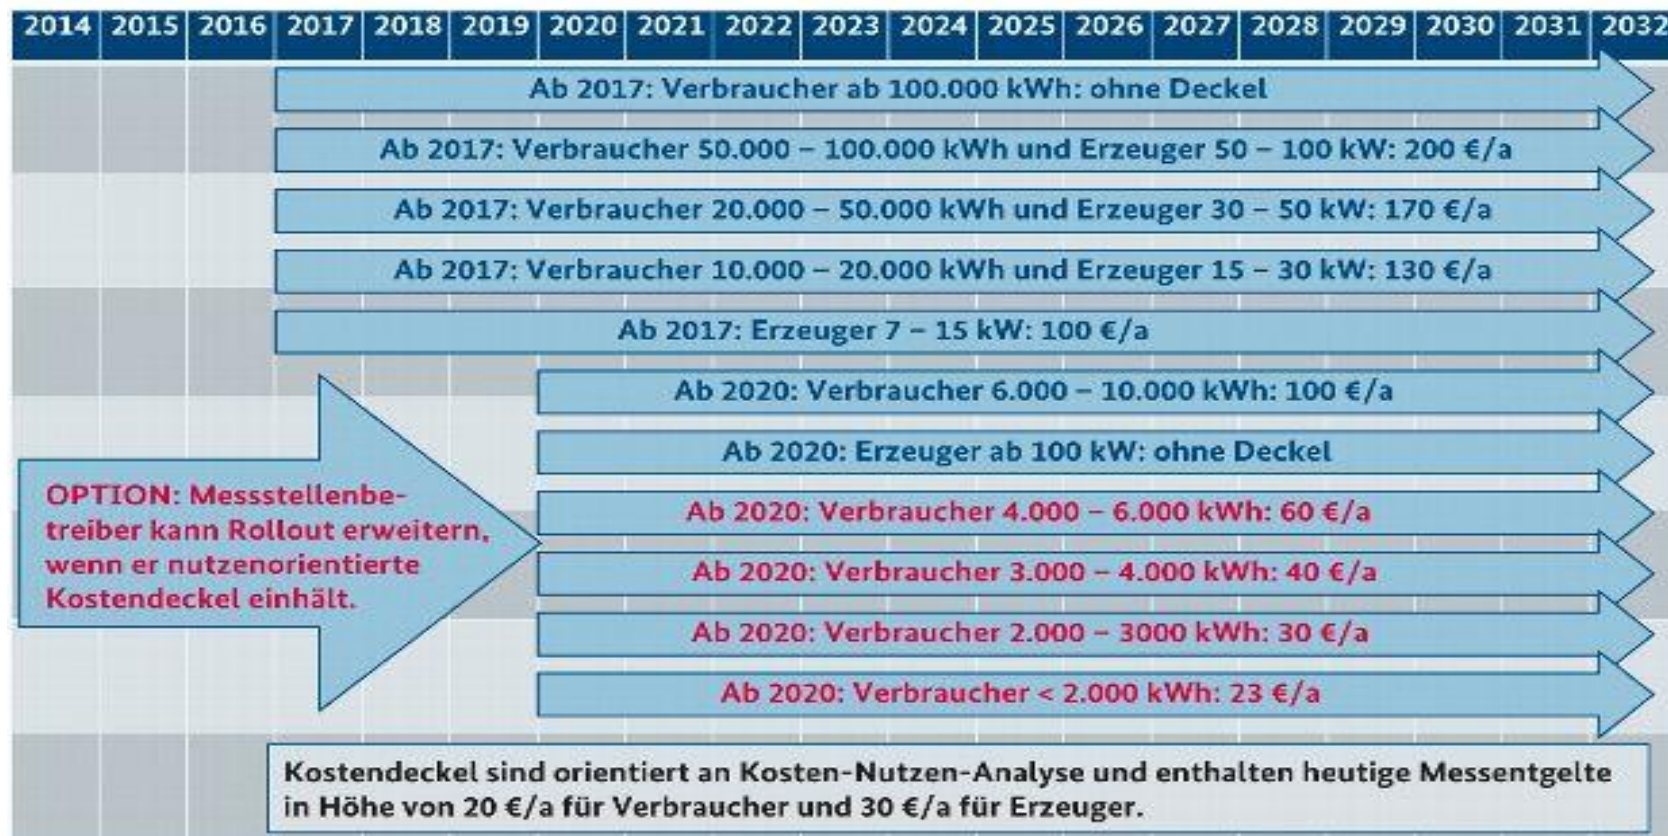 2014 2015 2016 2017 2018 2019 2020 2021 2022 2023 2024 2025 2026 2027 2028 2029 2030 2031 2032
Ab 2017: Verbraucher ab 100.000 kWh: ohne Deckel
Ab 2017: Verbraucher 50.000 – 100.000 kWh und Erzeuger 50 – 100 kW: 200 €/a
Ab 2017: Verbraucher 20.000 – 50.000 kWh und Erzeuger 30 – 50 kW: 170 €/a
Ab 2017: Verbraucher 10.000 – 20.000 kWh und Erzeuger 15 – 30 kW: 130 €/a
Ab 2017: Erzeuger 7 – 15 kW: 100 €/a
Ab 2020: Verbraucher 6.000 – 10.000 kWh: 100 €/a
Ab 2020: Erzeuger ab 100 kW: ohne Deckel
OPTION: Messstellenbe-
treiber kann Rollout erweitern,
wenn er nutzenorientierte
Kostendeckel einhält.
Ab 2020: Verbraucher 4.000 – 6.000 kWh: 60 €/a
Ab 2020: Verbraucher 3.000 – 4.000 kWh: 40 €/a
Ab 2020: Verbraucher 2.000 – 3000 kWh: 30 €/a
Ab 2020: Verbraucher < 2.000 kWh: 23 €/a
Kostendeckel sind orientiert an Kosten-Nutzen-Analyse und enthalten heutige Messentgelte
in Höhe von 20 €/a für Verbraucher und 30 €/a für Erzeuger.